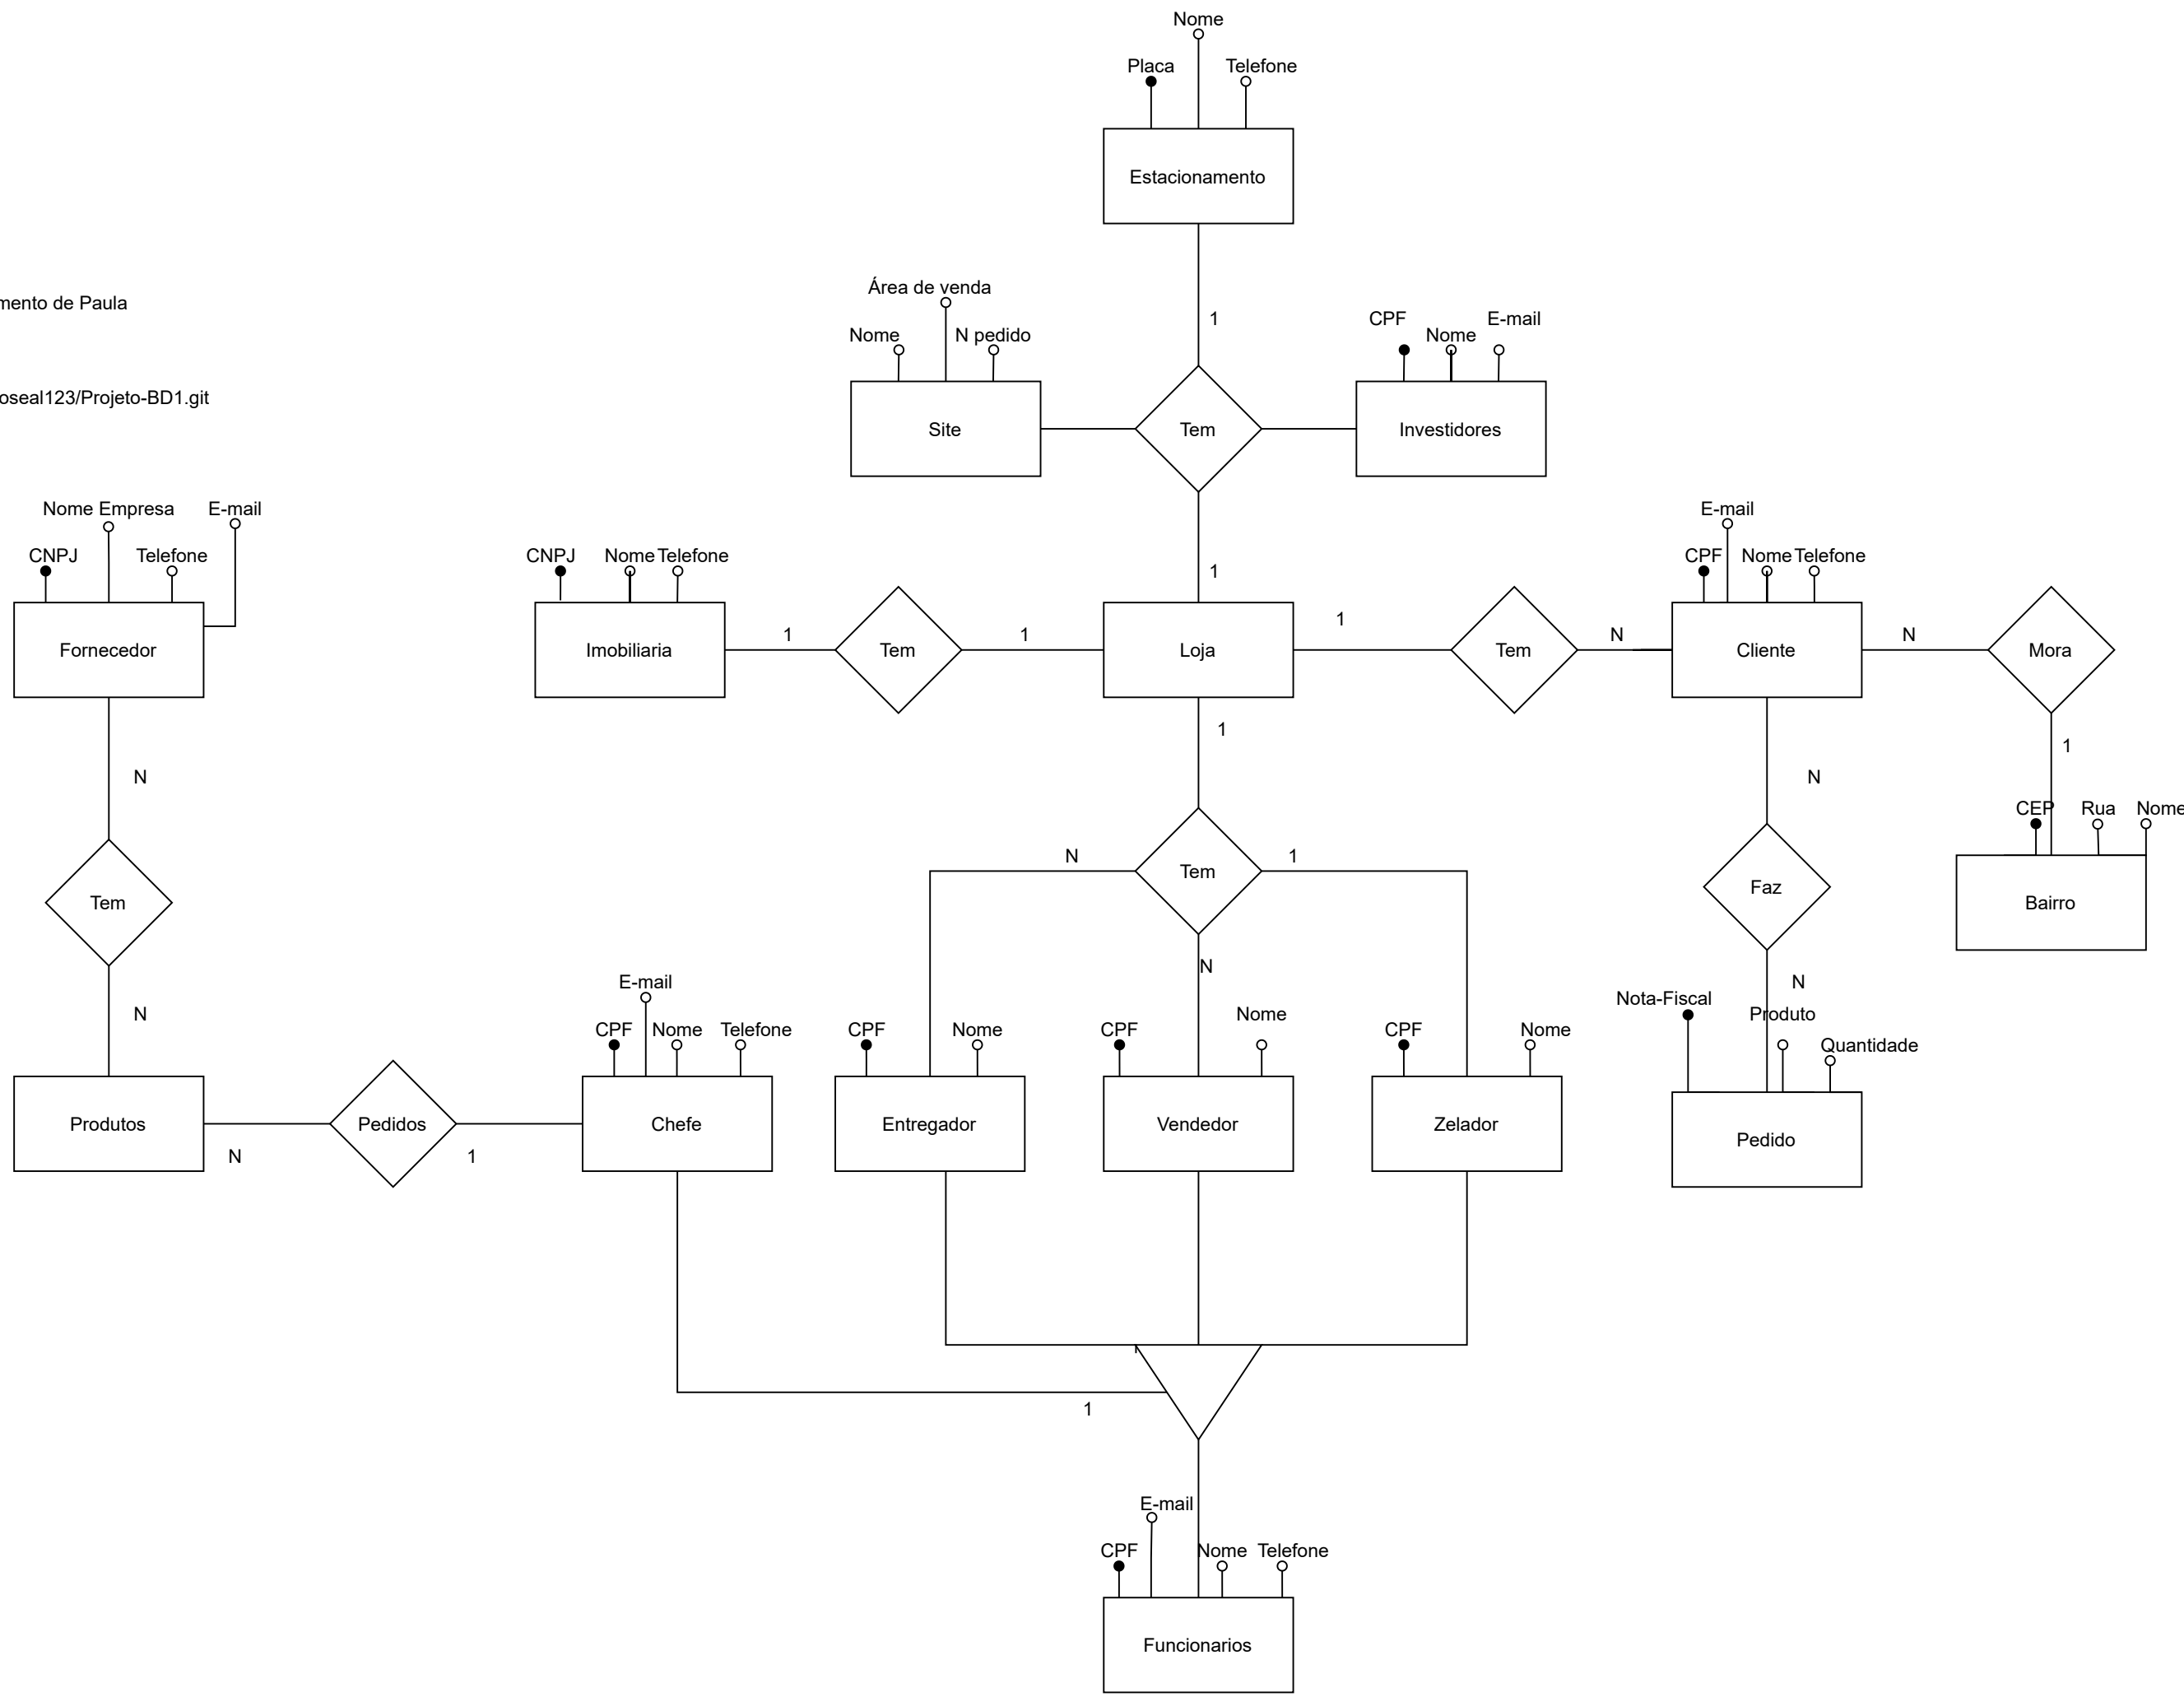 Nome
Placa
Telefone
Estacionamento
Área de venda
mento de Paula
1
CPF
E-mail
Nome
N pedido
Nome
oseal123/Projeto-BD1.git
Site
Tem
Investidores
Nome Empresa
E-mail
E-mail
CNPJ
Telefone
CNPJ
Nome
Telefone
1
CPF
Nome
Telefone
Fornecedor
Imobiliaria
1
Tem
1
Loja
1
Tem
N
Cliente
N
Mora
1
1
N
N
CEP
Rua
Nome
N
1
Tem
Tem
Faz
Bairro
N
E-mail
N
Nota-Fiscal
N
Nome
Produto
CPF
Nome
Telefone
CPF
Nome
CPF
CPF
Nome
Quantidade
Produtos
Pedidos
Chefe
Entregador
Vendedor
Zelador
Pedido
N
1
1
E-mail
CPF
Nome
Telefone
Funcionarios